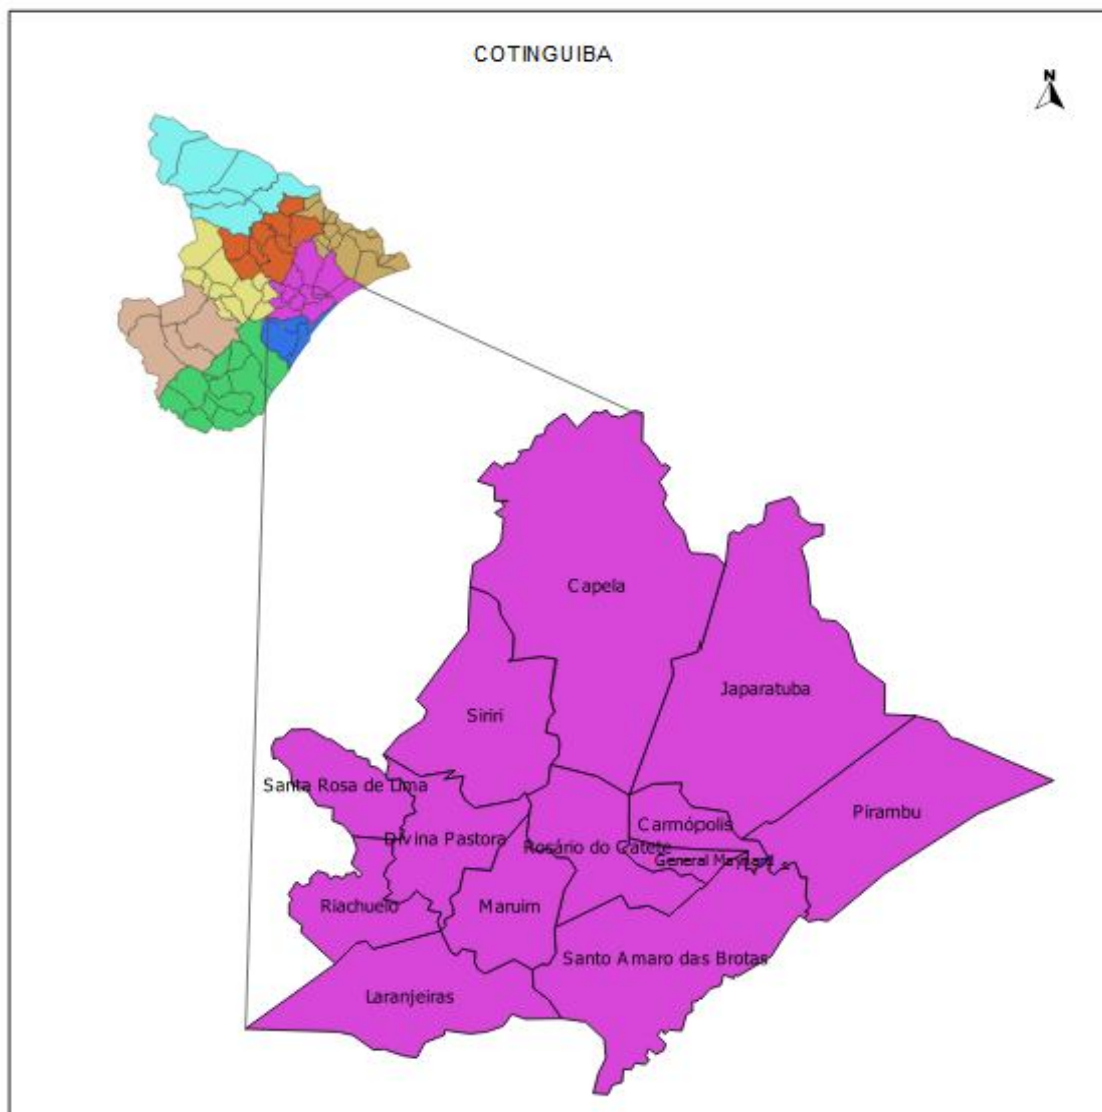 COTINGUIBA
N
Capela
Japaratuba
Siriri
Santa Rosa de Lima
Pirambu
Carmópolis
Divina Pastora
Rosário do Catete
General Maynard
Riachuelo
Maruim
Santo Amaro das Brotas
Laranjeiras